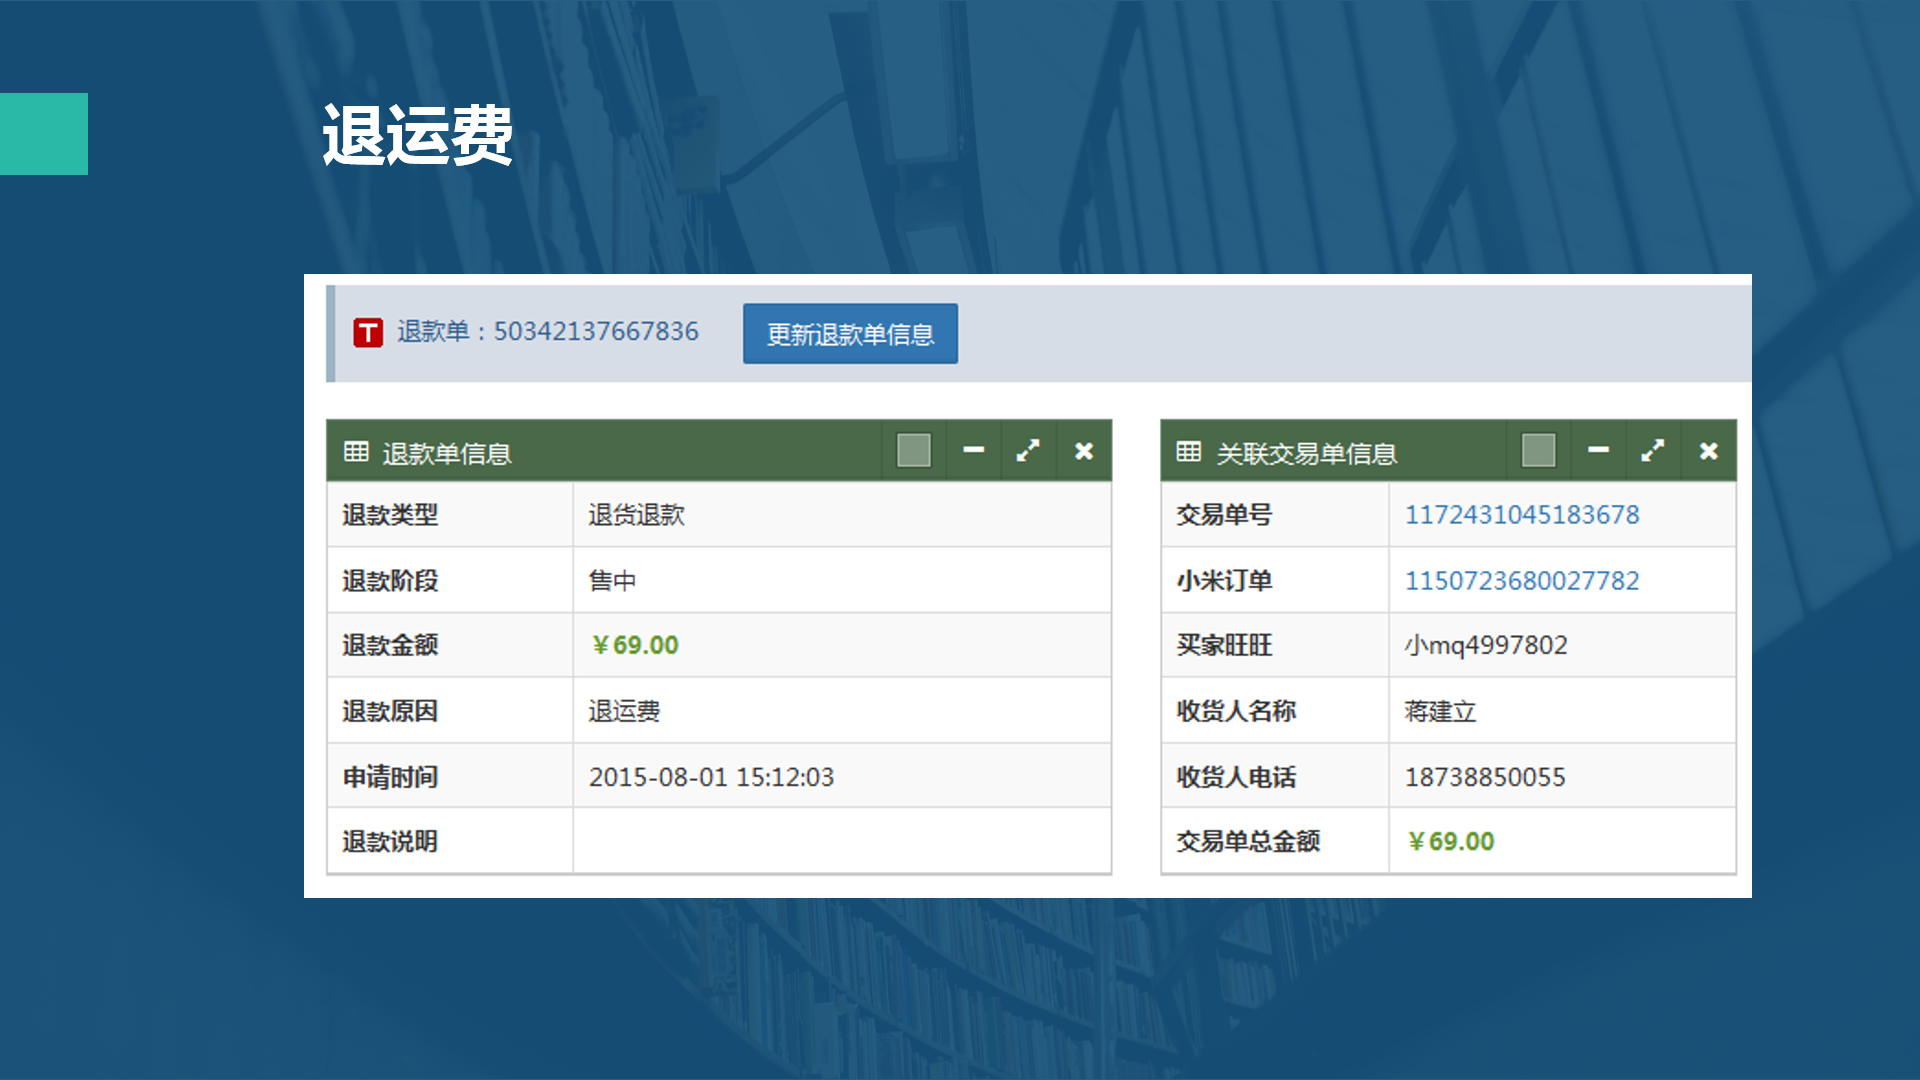 退运费
T 退款单：50342137667836 更新退款单信息
退款单信息
退款类型 退货退款
退款阶段 售中
退款金额 ￥69.00
退款原因 退运费
申请时间 2015-08-01 15:12:03
退款说明
关联交易单信息
交易单号 1172431045183678
小米订单 1150723680027782
买家旺旺 小mq4997802
收货人名称 蒋建立
收货人电话 18738850055
交易单总金额 ￥69.00